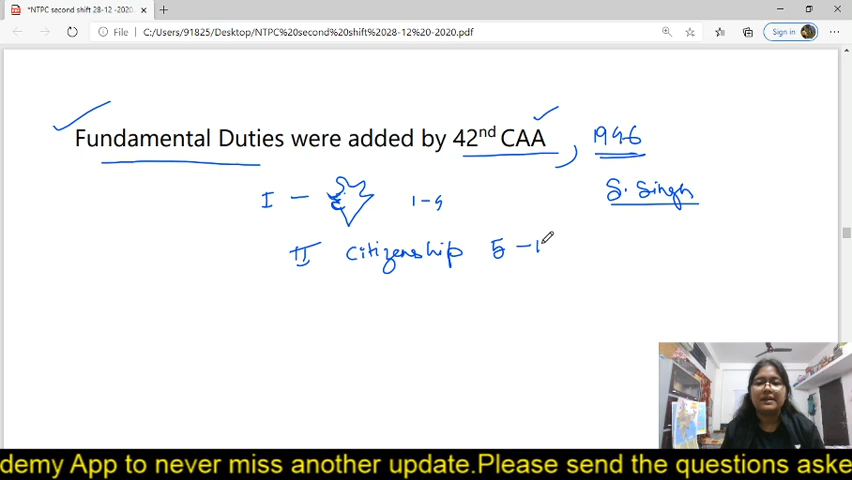 *NTPC second shift 28-12 -2020.p
File
C:/Users/91825/Desktop/NTPC%20second%20shift%2028-12%20-2020.pdf
Sign in
Fundamental Duties were added by 42nd CAA, 1976
S. Singh
I - 1-4
II Citizenship 5-1
demy App to never miss another update.Please send the questions aske